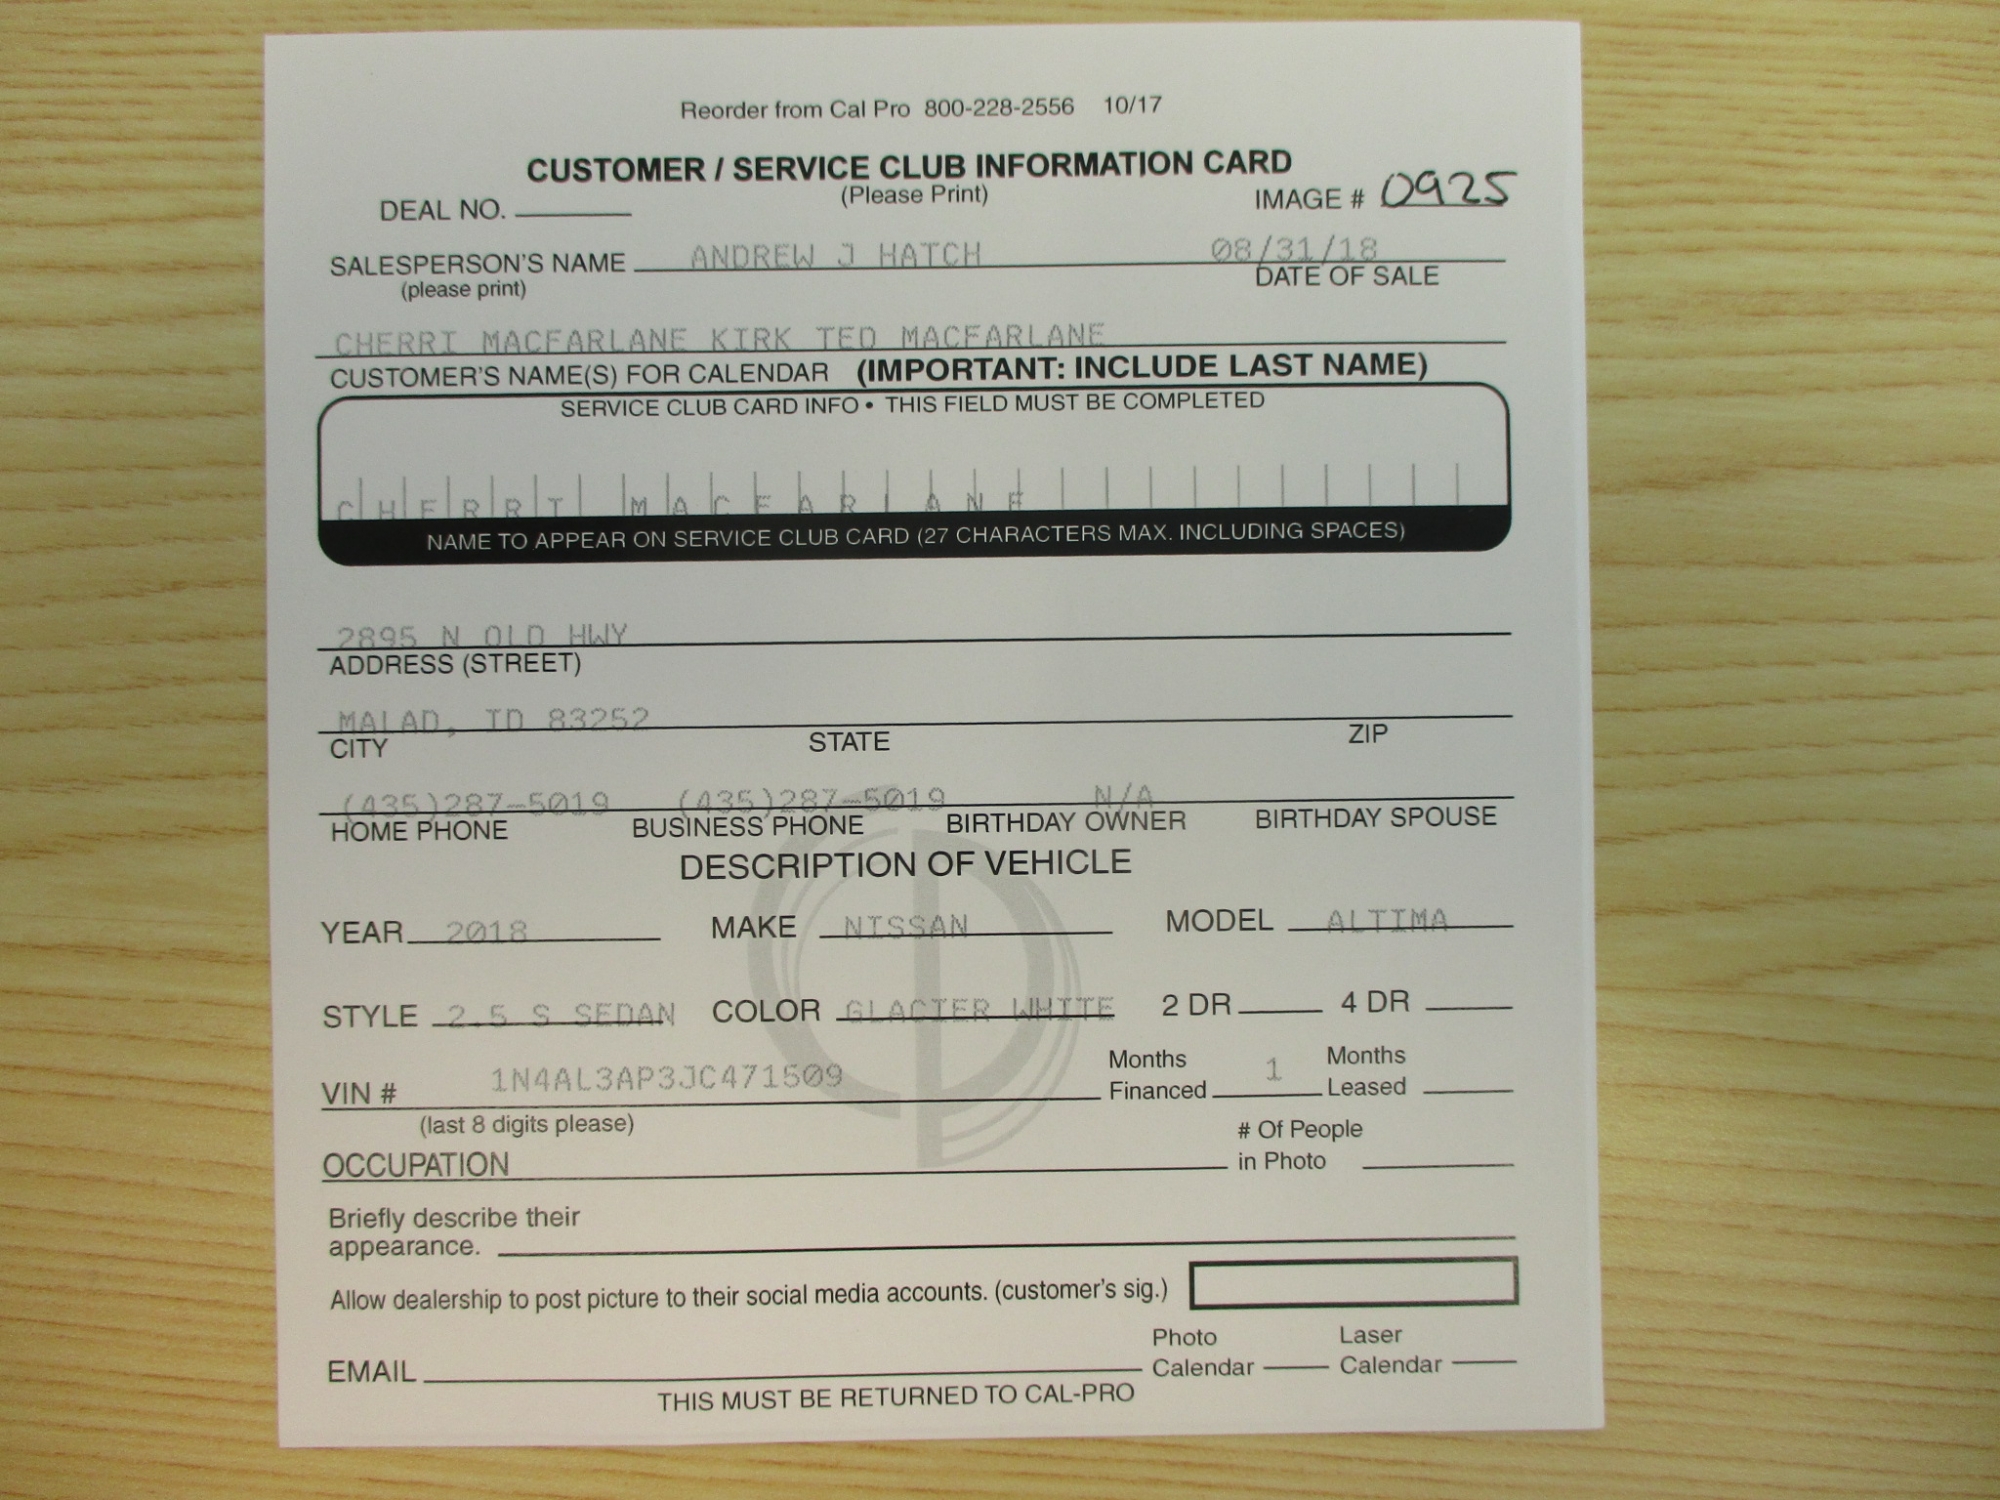 Reorder from Cal Pro 800-228-2556 10/17
CUSTOMER / SERVICE CLUB INFORMATION CARD
(Please Print)
DEAL NO. IMAGE # 0925
SALESPERSON'S NAME ANDREW J HATCH 08/31/18
(please print) DATE OF SALE
CHERRI MACFARLANE KIRK TED MACFARLANE
CUSTOMER'S NAME(S) FOR CALENDAR (IMPORTANT: INCLUDE LAST NAME)
SERVICE CLUB CARD INFO • THIS FIELD MUST BE COMPLETED
CHERRI MACFARLANE
NAME TO APPEAR ON SERVICE CLUB CARD (27 CHARACTERS MAX. INCLUDING SPACES)
2895 N OLD HWY
ADDRESS (STREET)
MALAD, ID 83252
CITY STATE ZIP
(435)287-5019 (435)287-5019 N/A
HOME PHONE BUSINESS PHONE BIRTHDAY OWNER BIRTHDAY SPOUSE
DESCRIPTION OF VEHICLE
YEAR 2018 MAKE NISSAN MODEL ALTIMA
STYLE 2.5 S SEDAN COLOR GLACIER WHITE 2 DR 4 DR
VIN # 1N4AL3AP3JC471509 Months Financed 1 Months Leased
(last 8 digits please)
OCCUPATION # Of People in Photo
Briefly describe their
appearance.
Allow dealership to post picture to their social media accounts. (customer's sig.)
EMAIL Photo Calendar Laser Calendar
THIS MUST BE RETURNED TO CAL-PRO